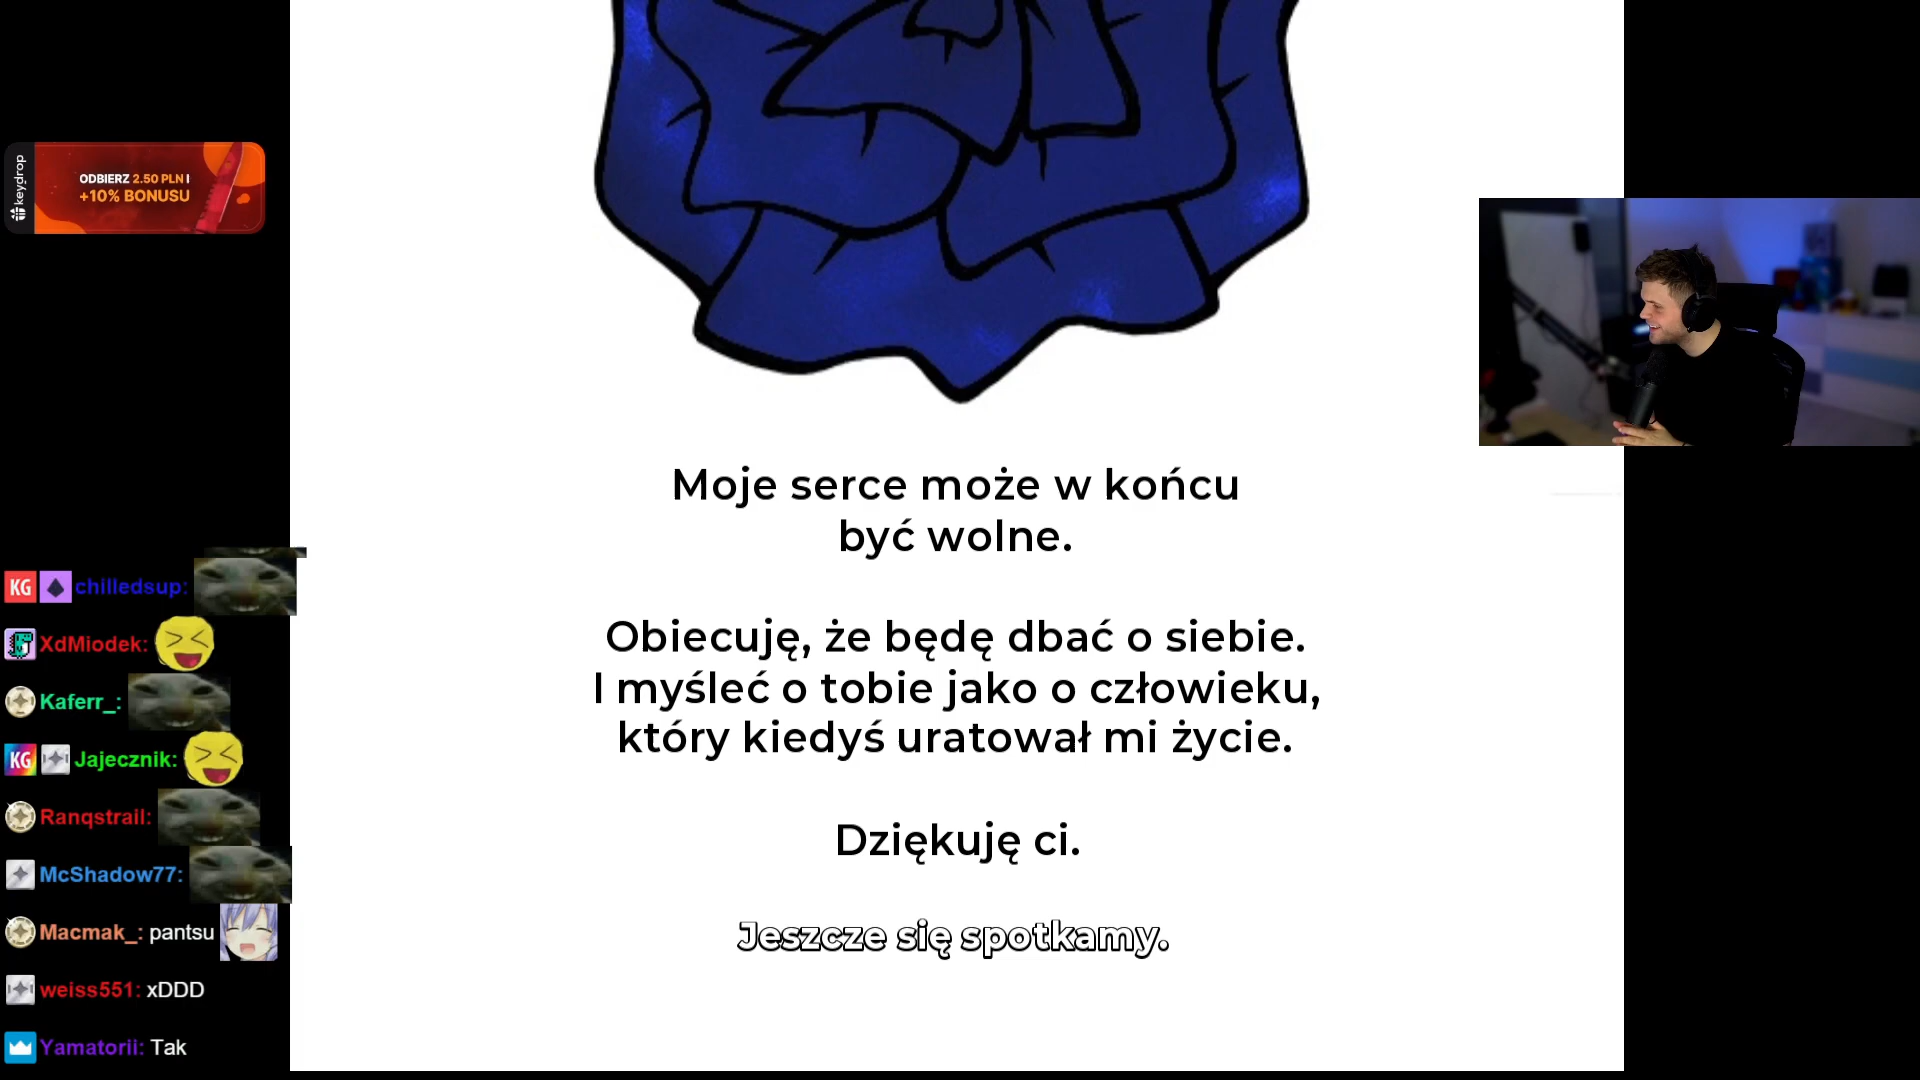 keydrop
ODBIERZ 2.50 PLN I
+10% BONUSU
Moje serce może w końcu
być wolne.
Obiecuję, że będę dbać o siebie.
I myśleć o tobie jako o człowieku,
który kiedyś uratował mi życie.
Dziękuję ci.
Jeszcze się spotkamy.
KG chilledsup:
XdMiodek:
Kaferr_:
KG Jajecznik:
Ranqstrail:
McShadow77:
Macmak_: pantsu
weiss551: xDDD
Yamatorii: Tak